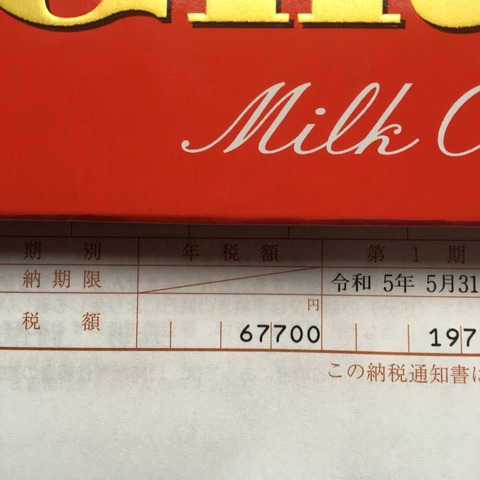 Milk
期 別 年 税 額 第 1 期
納 期 限 令和 5年 5月31
円
税 額 67700 197
この納税通知書は